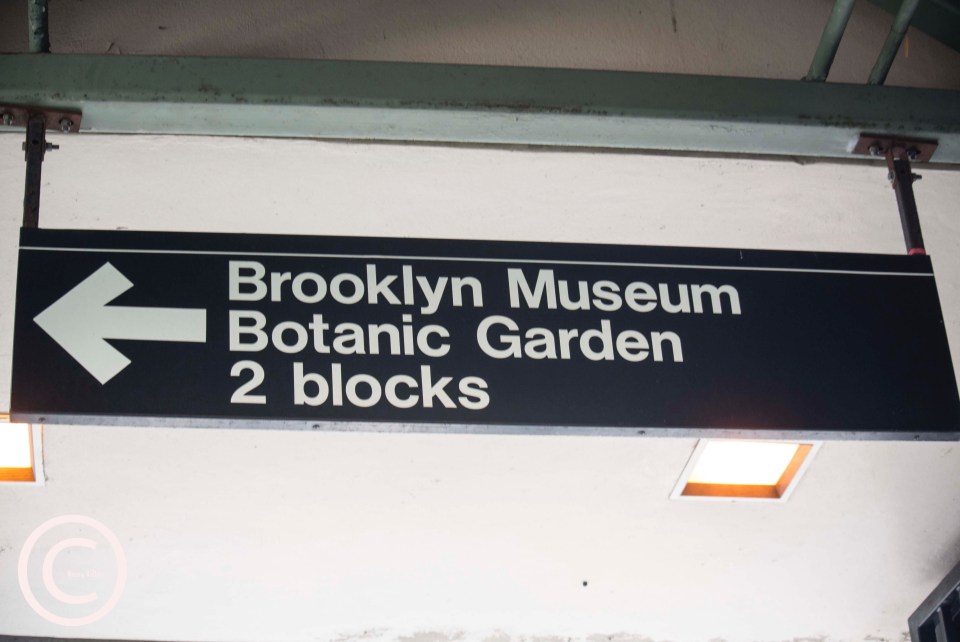 Brooklyn Museum
Botanic Garden
2 blocks
©